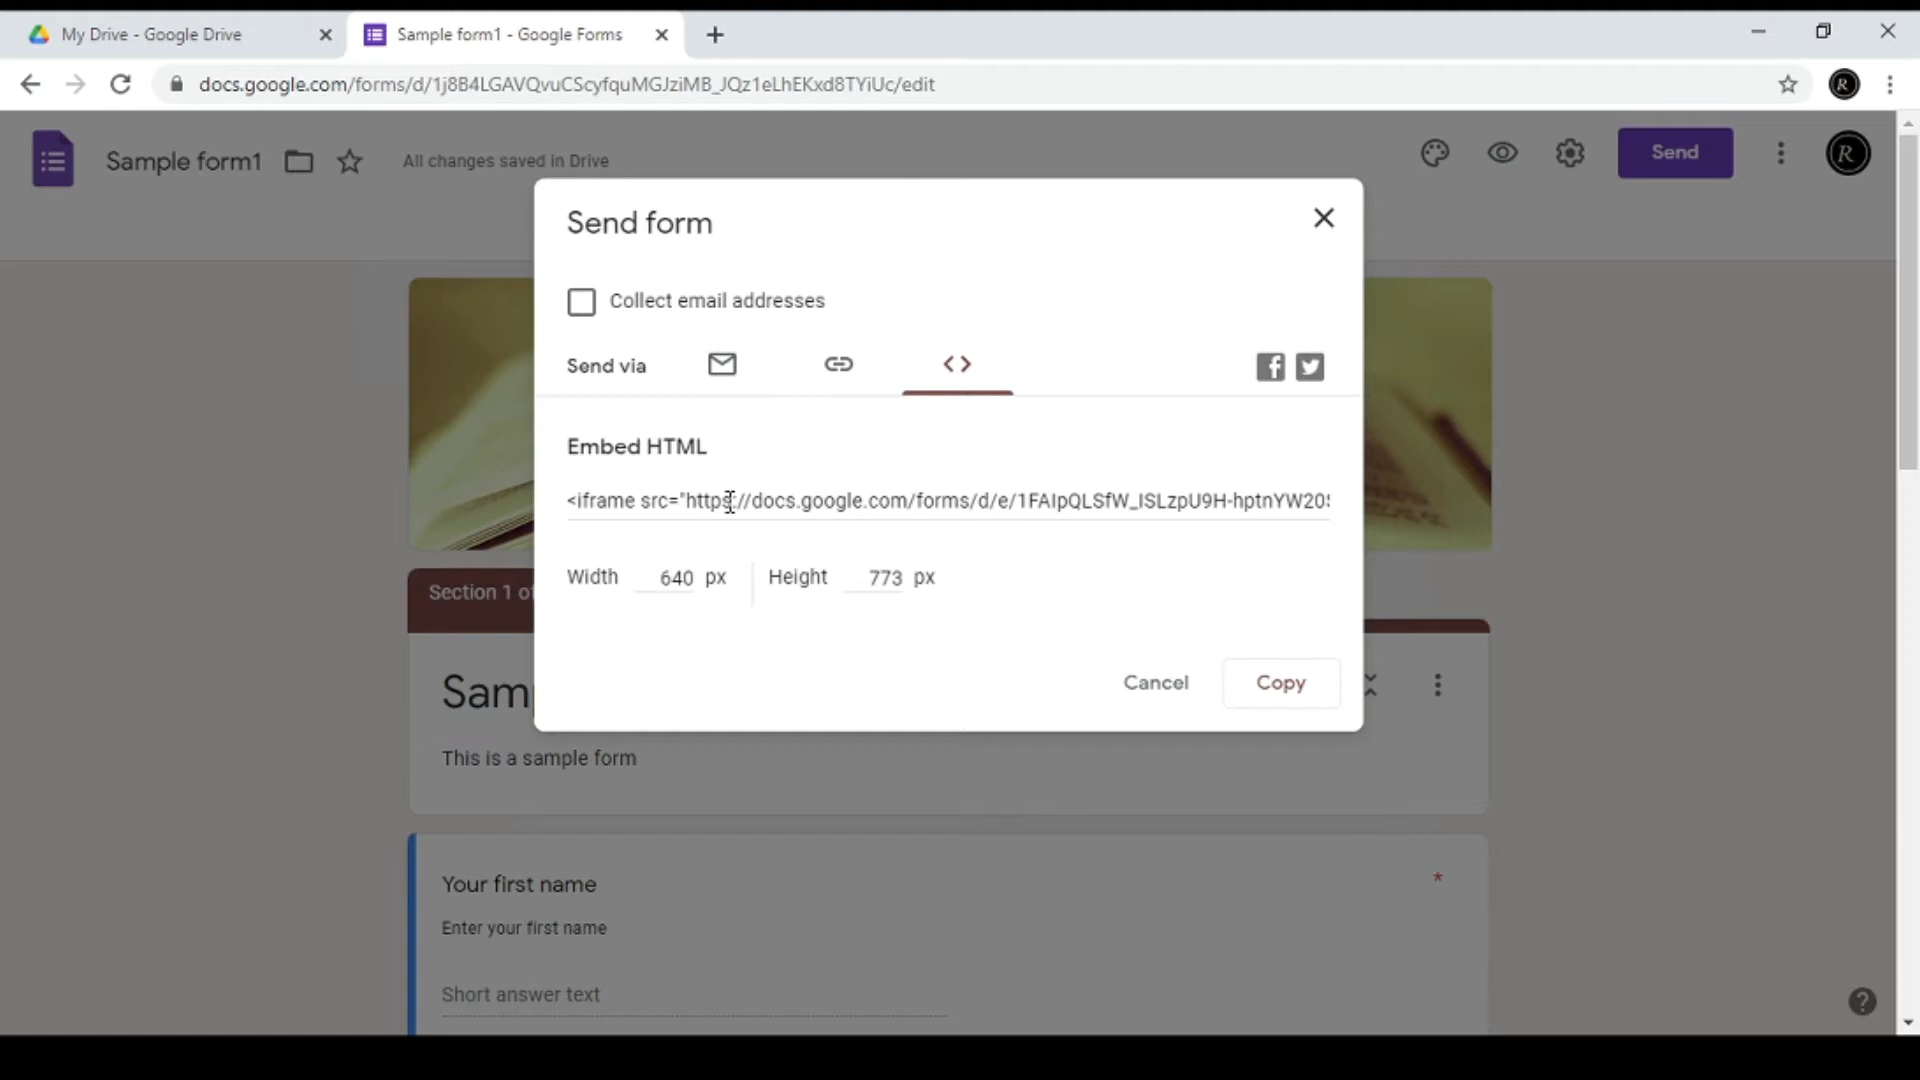 My Drive - Google Drive
Sample form1 - Google Forms
docs.google.com/forms/d/1j8B4LGAVQvuCScyfquMGJziMB_JQz1eLhEKxd8TYiUc/edit
R
Sample form1
All changes saved in Drive
Send
R
Send form
Collect email addresses
Send via
Embed HTML
<iframe src="https://docs.google.com/forms/d/e/1FAIpQLSfW_ISLzpU9H-hptnYW20S
Width 640 px Height 773 px
Section 1 of
Cancel
Copy
Sam
This is a sample form
Your first name
*
Enter your first name
Short answer text